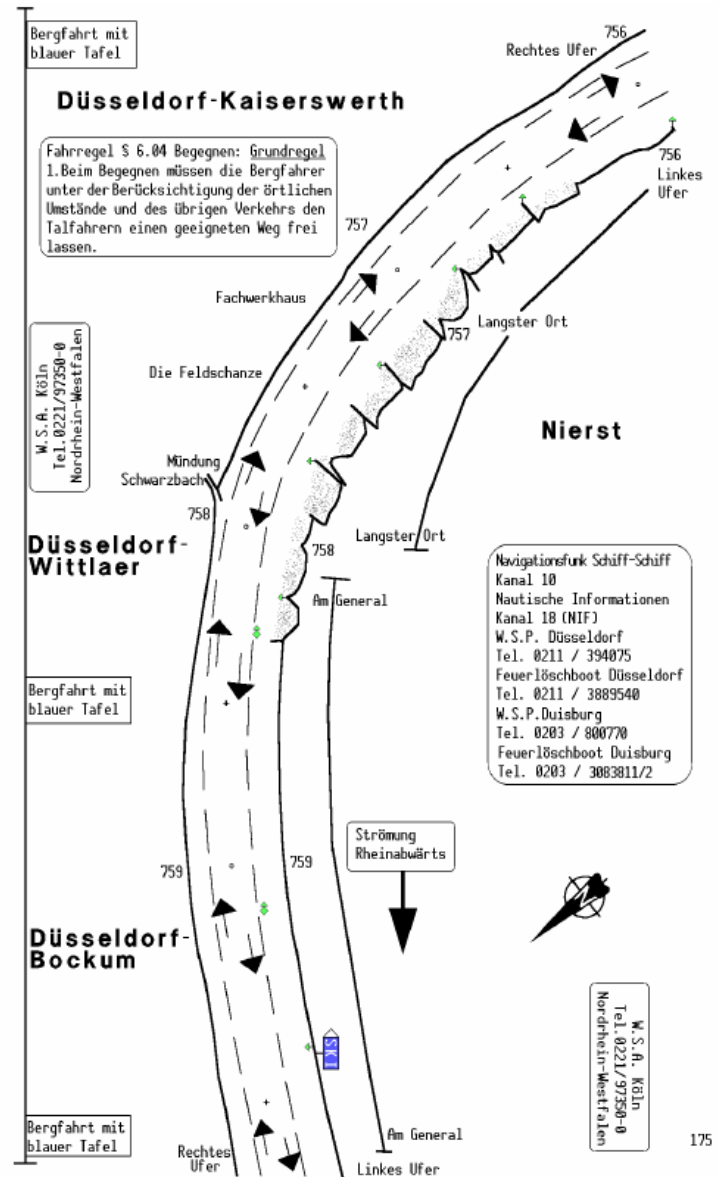 Bergfahrt mit
blauer Tafel
756
Rechtes Ufer
Düsseldorf-Kaiserswerth
Fahrregel § 6.04 Begegnen: Grundregel
1.Beim Begegnen müssen die Bergfahrer
unter der Berücksichtigung der örtlichen
Umstände und des übrigen Verkehrs den
Talfahrern einen geeigneten Weg frei
lassen.
756
Linkes
Ufer
757
Fachwerkhaus
757
Langster Ort
Die Feldschanze
W.S.A. Köln
Tel.0221/97350-0
Nordrhein-Westfalen
Nierst
Mündung
Schwarzbach
758
Düsseldorf-
Wittlaer
758
Langster Ort
Am General
Navigationsfunk Schiff-Schiff
Kanal 10
Nautische Informationen
Kanal 18 (NIF)
W.S.P. Düsseldorf
Tel. 0211 / 394075
Feuerlöschboot Düsseldorf
Tel. 0211 / 3889540
W.S.P.Duisburg
Tel. 0203 / 800770
Feuerlöschboot Duisburg
Tel. 0203 / 3083811/2
Bergfahrt mit
blauer Tafel
Strömung
Rheinabwärts
759
759
N
Düsseldorf-
Bockum
SKI
W.S.A. Köln
Tel.0221/97350-0
Nordrhein-Westfalen
Bergfahrt mit
blauer Tafel
Rechtes
Ufer
Am General
Linkes Ufer
175